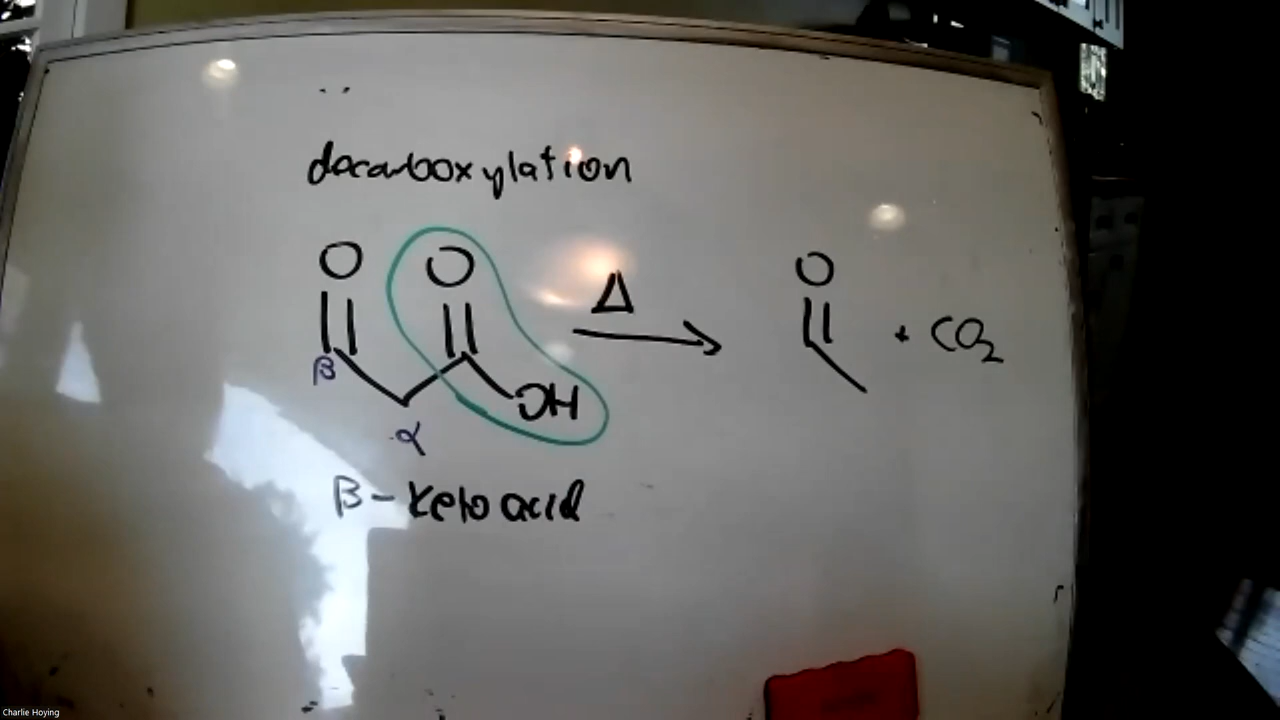 decarboxylation
O O Δ O
β OH + CO2
α
β-keto acid
Charlie Hoying